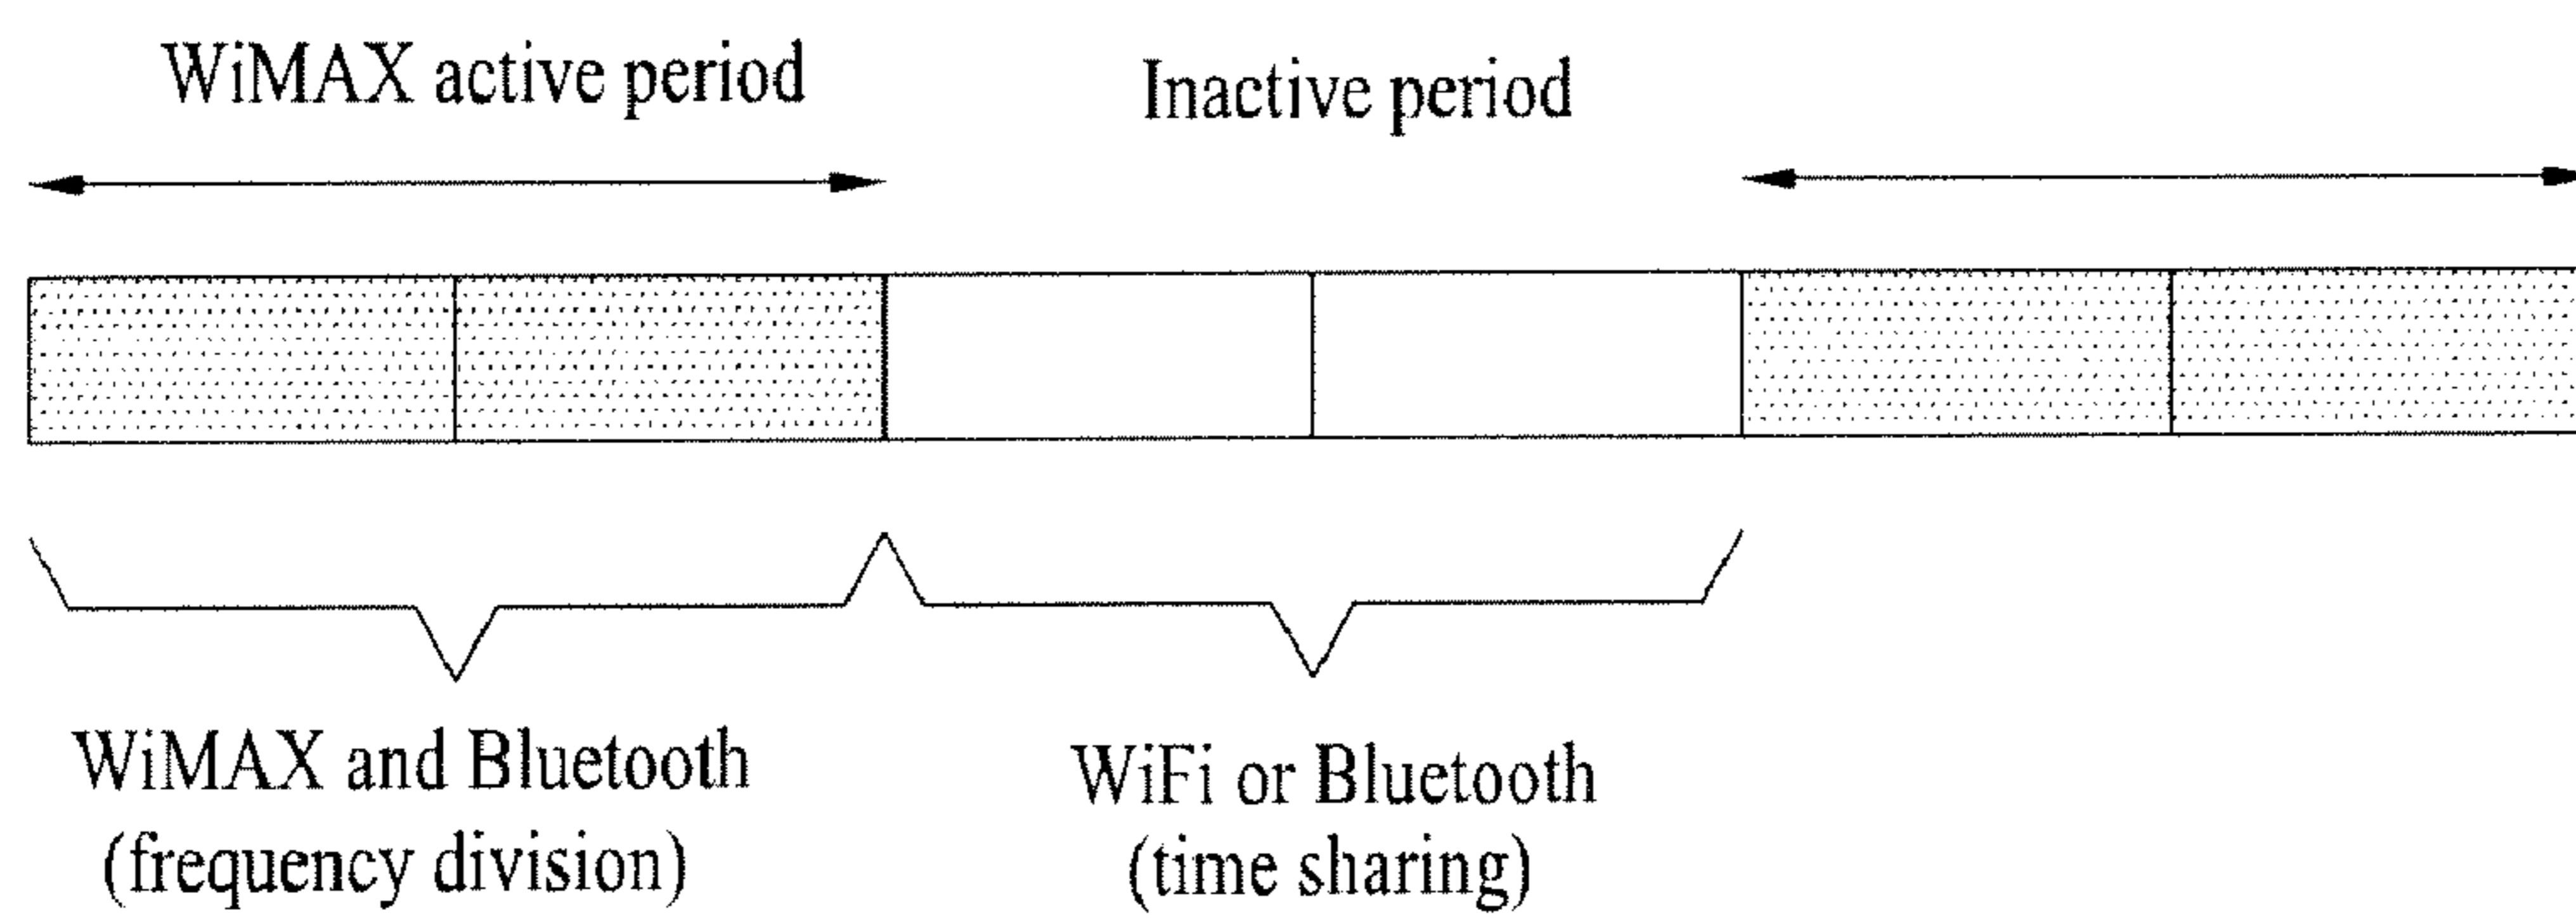 WiMAX active period
Inactive period
WiMAX and Bluetooth
(frequency division)
WiFi or Bluetooth
(time sharing)